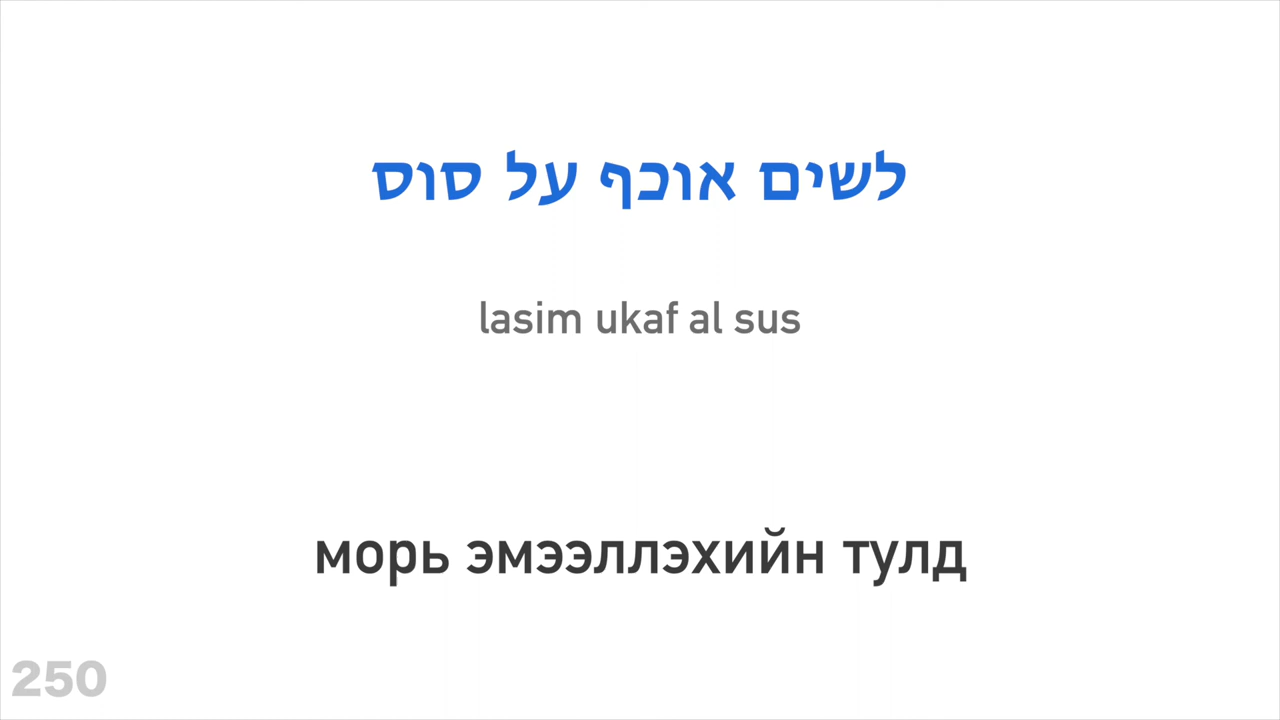 לשים אוכף על סוס
lasim ukaf al sus
морь эмээллэхийн тулд
250